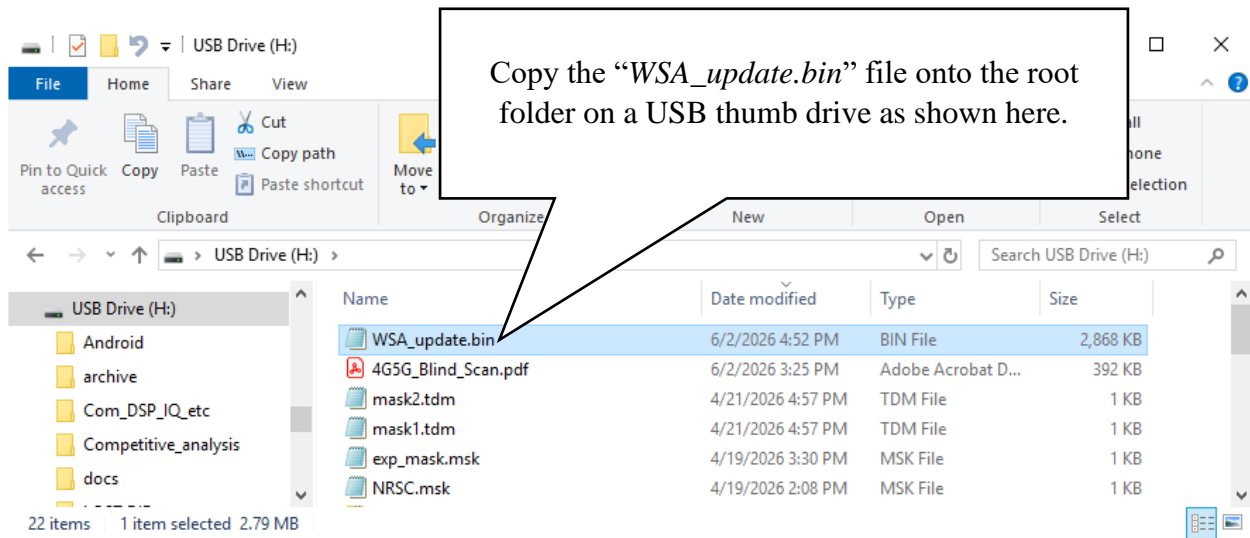 USB Drive (H:)
Copy the “WSA_update.bin” file onto the root
folder on a USB thumb drive as shown here.
File Home Share View
Pin to Quick access
Copy
Paste
Cut
Copy path
Paste shortcut
Move to
Clipboard Organize New Open Select
USB Drive (H:)
Search USB Drive (H:)
USB Drive (H:)
Android
archive
Com_DSP_IQ_etc
Competitive_analysis
docs
Name Date modified Type Size
WSA_update.bin 6/2/2026 4:52 PM BIN File 2,868 KB
4G5G_Blind_Scan.pdf 6/2/2026 3:25 PM Adobe Acrobat D... 392 KB
mask2.tdm 4/21/2026 4:57 PM TDM File 1 KB
mask1.tdm 4/21/2026 4:57 PM TDM File 1 KB
exp_mask.msk 4/19/2026 3:30 PM MSK File 1 KB
NRSC.msk 4/19/2026 2:08 PM MSK File 1 KB
22 items 1 item selected 2.79 MB